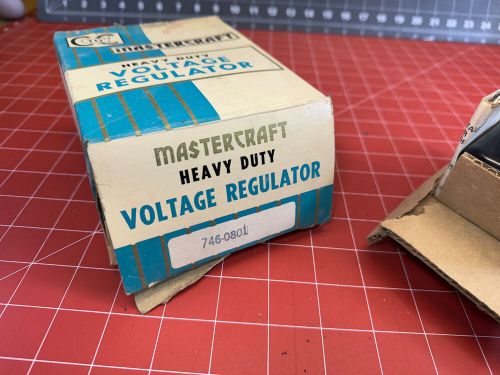 MASTERCRAFT
HEAVY DUTY
VOLTAGE
REGULATOR
MASTERCRAFT
HEAVY DUTY
VOLTAGE REGULATOR
746-0801